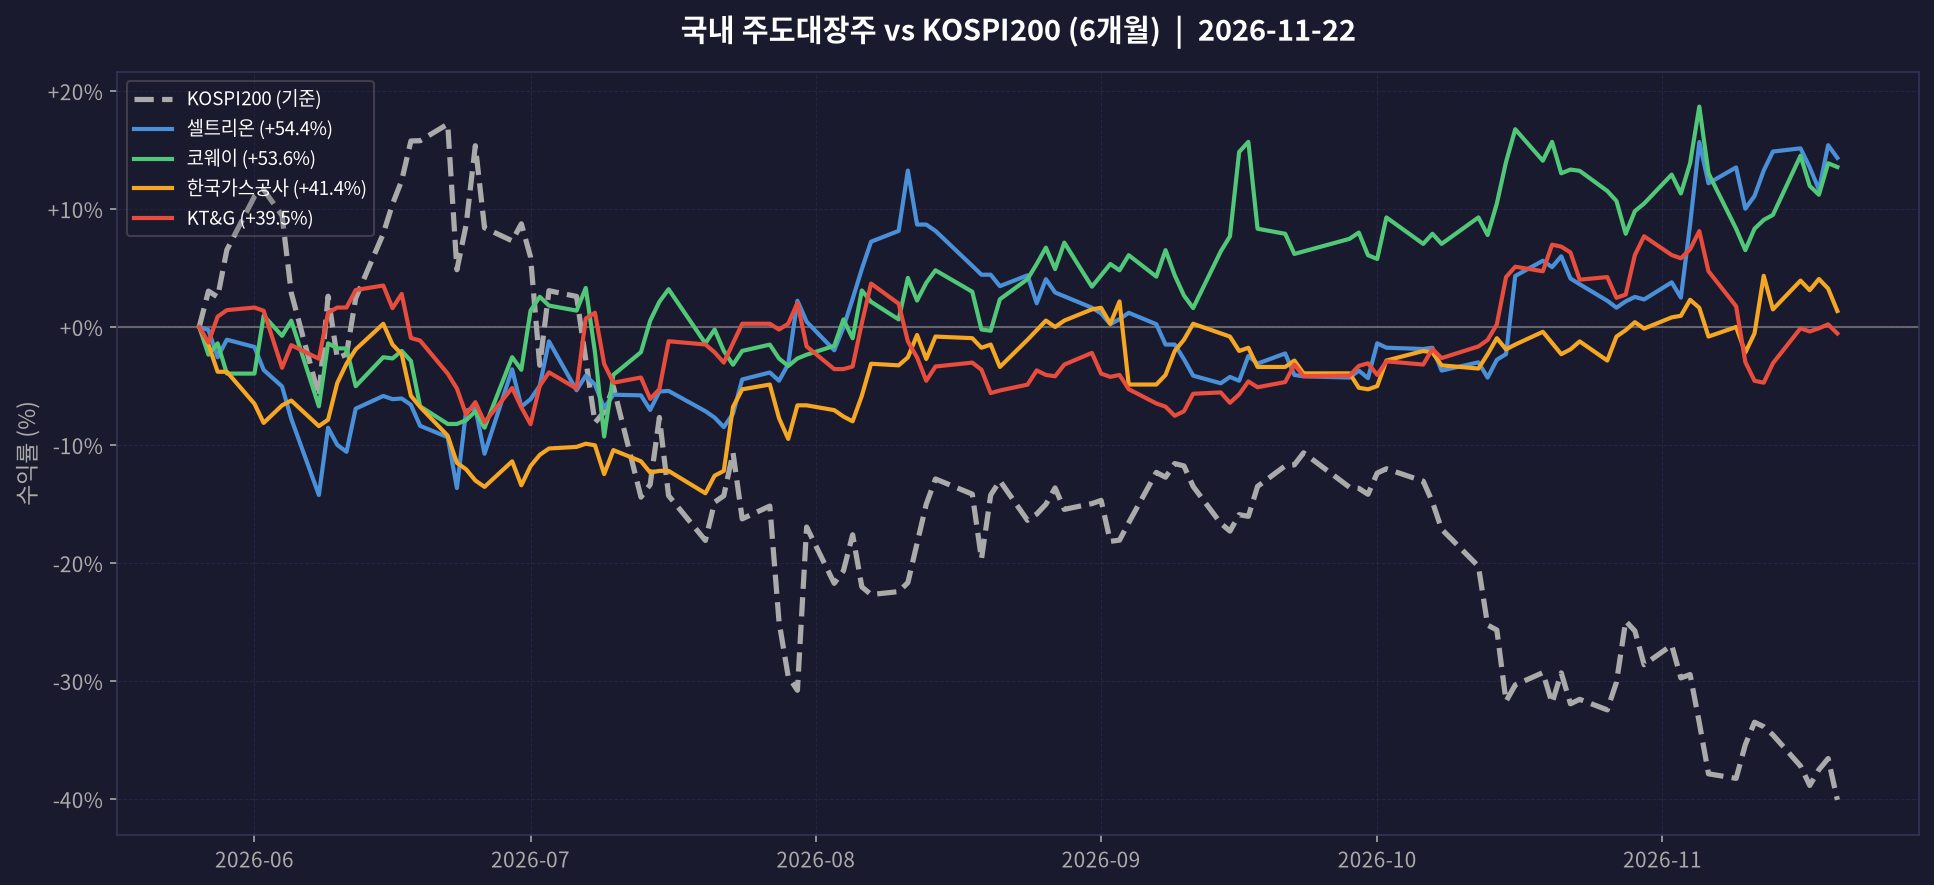 국내 주도대장주 vs KOSPI200 (6개월) | 2026-11-22
+20%
+10%
+0%
-10%
-20%
-30%
-40%
수익률 (%)
KOSPI200 (기준)
셀트리온 (+54.4%)
코웨이 (+53.6%)
한국가스공사 (+41.4%)
KT&G (+39.5%)
2026-06
2026-07
2026-08
2026-09
2026-10
2026-11